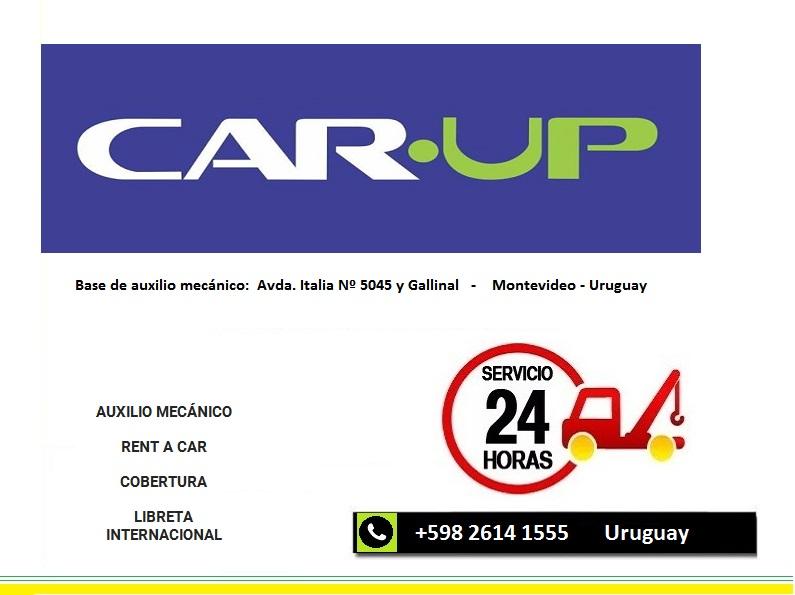 CAR·UP
Base de auxilio mecánico: Avda. Italia Nº 5045 y Gallinal - Montevideo - Uruguay
SERVICIO
24
HORAS
AUXILIO MECÁNICO
RENT A CAR
COBERTURA
LIBRETA
INTERNACIONAL
+598 2614 1555 Uruguay